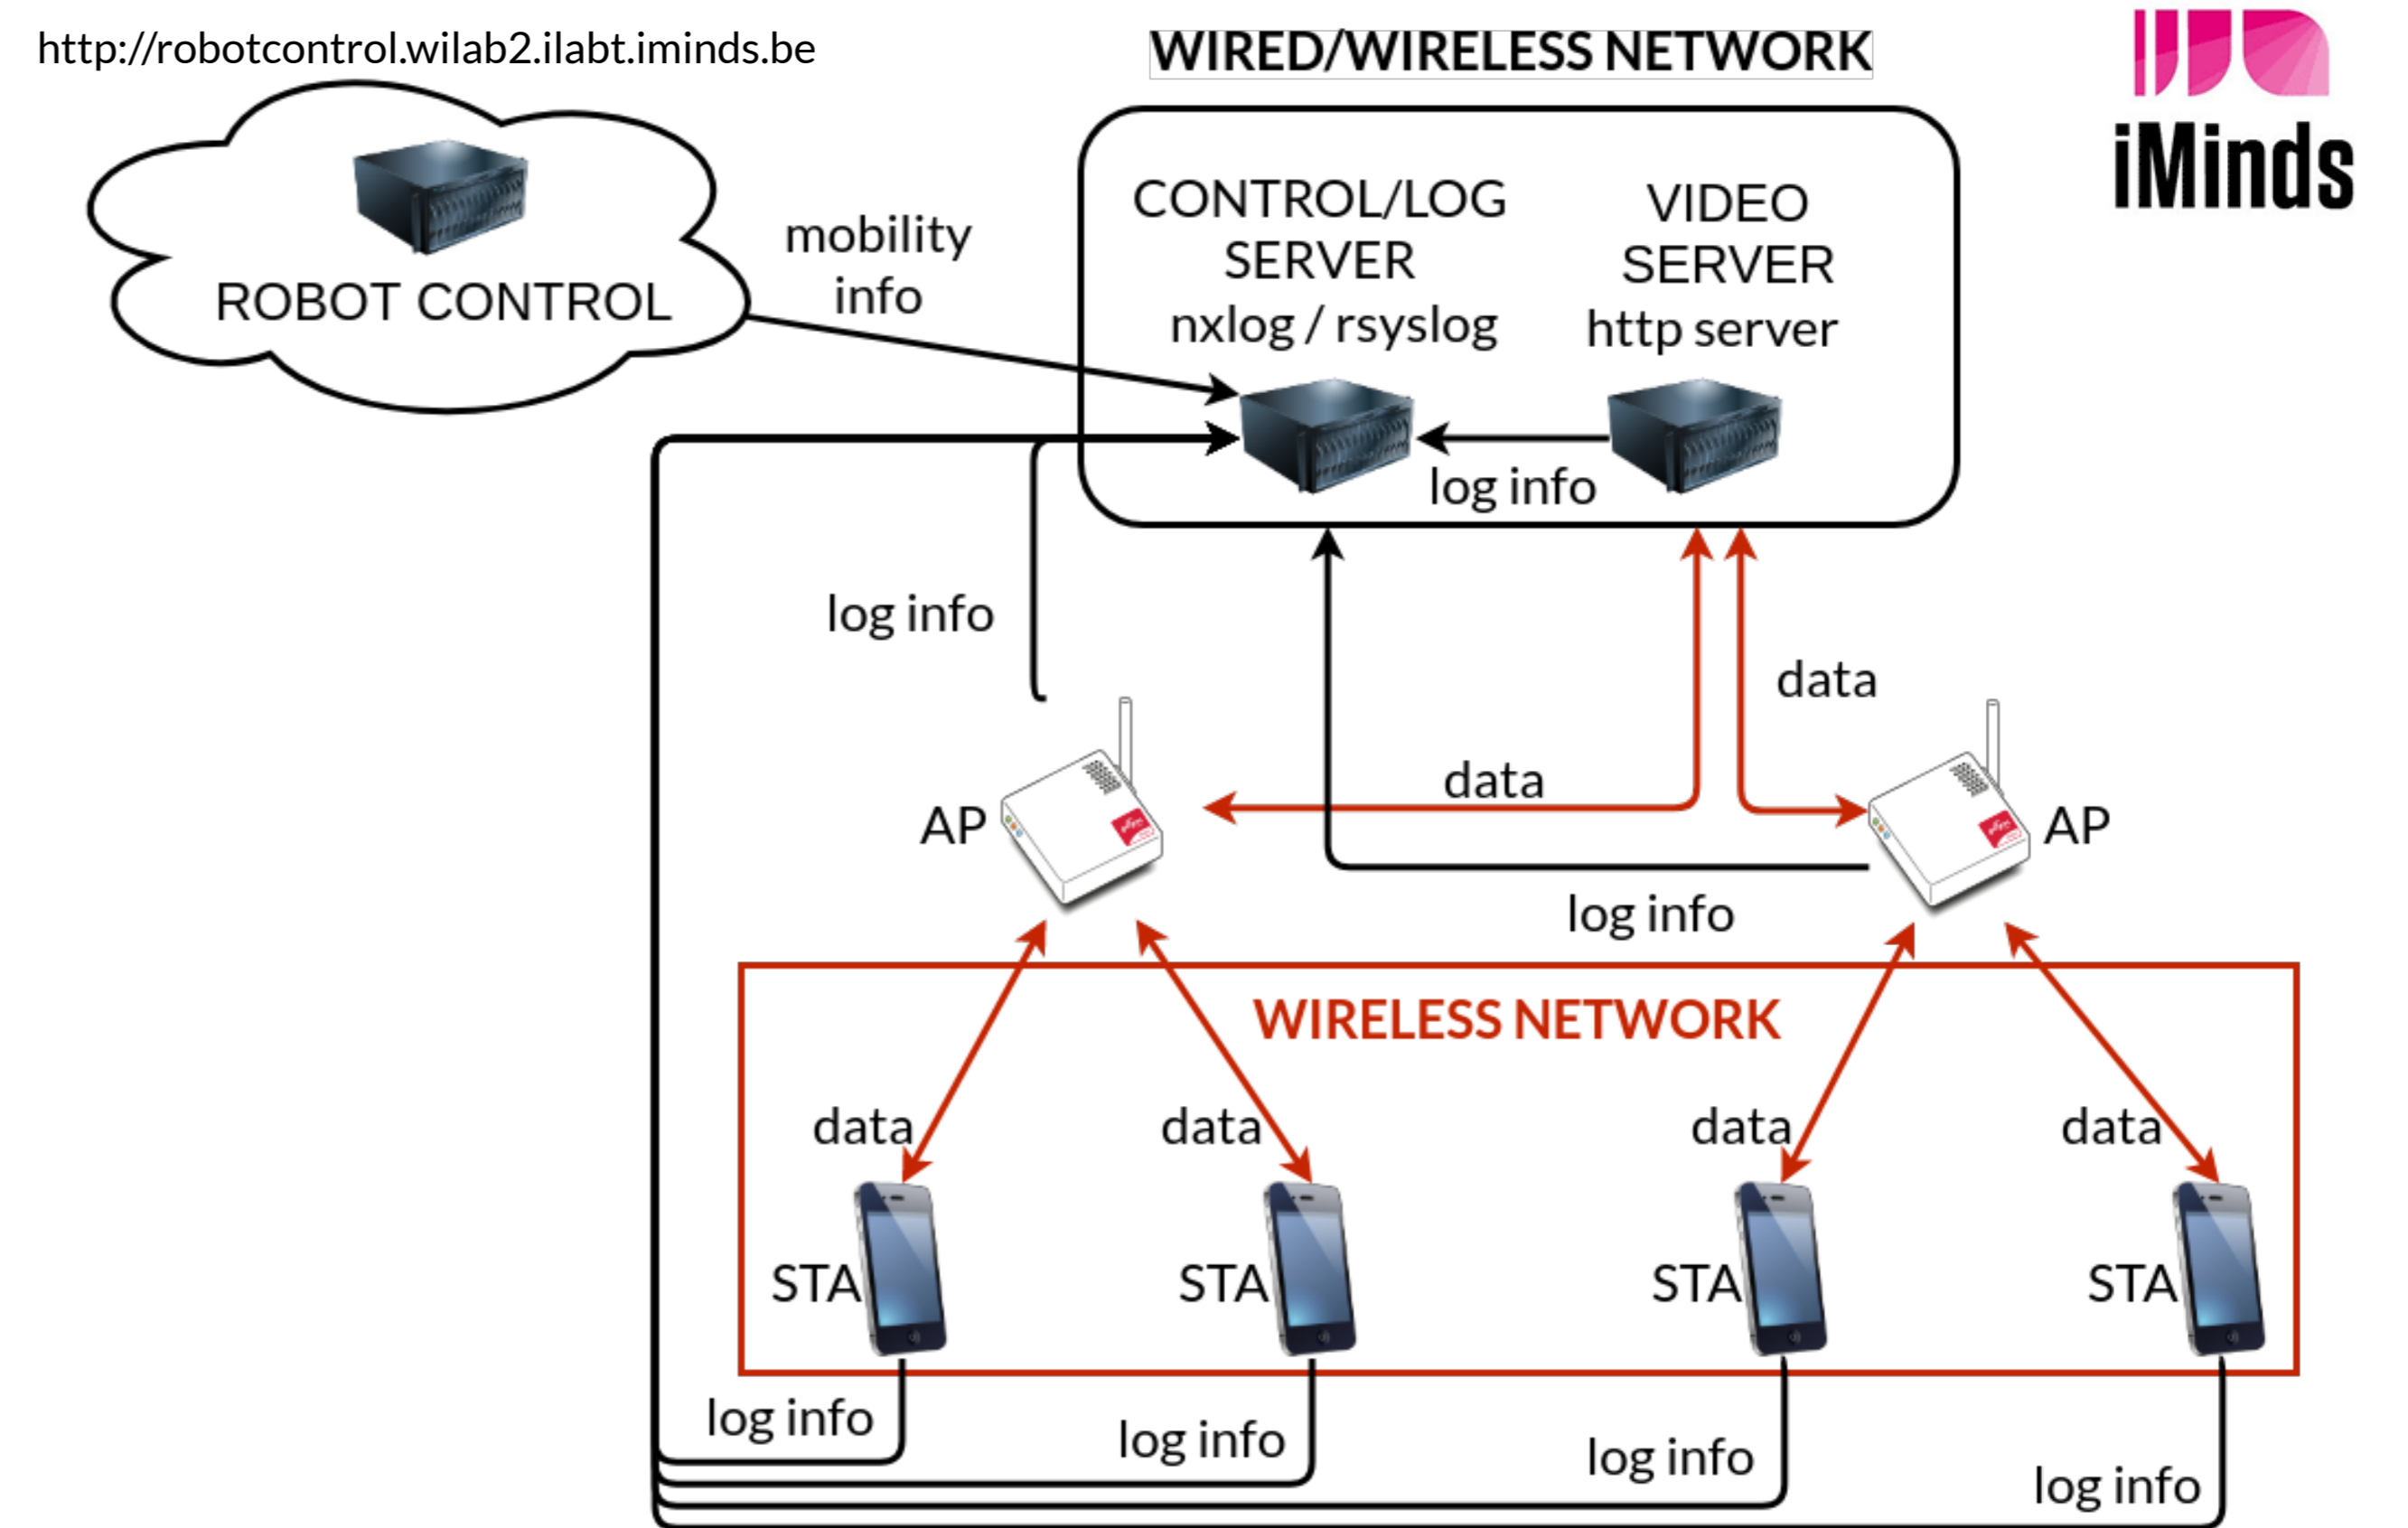 http://robotcontrol.wilab2.ilabt.iminds.be
WIRED/WIRELESS NETWORK
iMinds
ROBOT CONTROL
mobility
info
CONTROL/LOG
SERVER
nxlog / rsyslog
VIDEO
SERVER
http server
log info
log info
data
data
AP
AP
log info
WIRELESS NETWORK
data
data
data
data
STA
STA
STA
STA
log info
log info
log info
log info